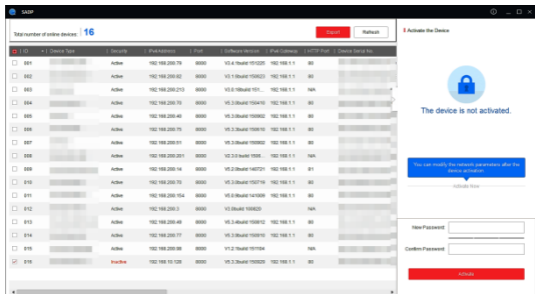 SADP
Total number of online devices: 16
Export
Refresh
ID
Device Type
Security
IPv4 Address
Port
Software Version
IPv4 Gateway
HTTP Port
Device Serial No.
001 Active 192.168.200.79 8000 192.168.1.1 80
002 Active 192.168.200.82 8000 192.168.1.1 80
003 Active 192.168.200.213 8000 192.168.1.1 N/A
004 Active 192.168.200.70 8000 192.168.1.1 80
005 Active 192.168.200.40 8000 192.168.1.1 80
006 Active 192.168.200.75 8000 192.168.1.1 80
007 Active 192.168.200.51 8000 192.168.1.1 80
008 Active 192.168.200.201 8000 192.168.1.1 N/A
009 Active 192.168.200.14 8000 192.168.1.1 81
010 Active 192.168.200.75 8000 192.168.1.1 80
011 Active 192.168.200.154 8000 192.168.1.1 80
012 Active 192.168.200.3 8000 N/A
013 Active 192.168.200.48 8000 192.168.1.1 80
014 Active 192.168.200.77 8000 192.168.1.1 80
015 Active 192.168.200.98 8000 192.168.1.1 80
016 Inactive 192.168.10.128 8000 192.168.1.1 80
Activate the Device
The device is not activated.
You can modify the network parameters after the
device activation.
Activate Now
New Password:
Confirm Password:
Activate